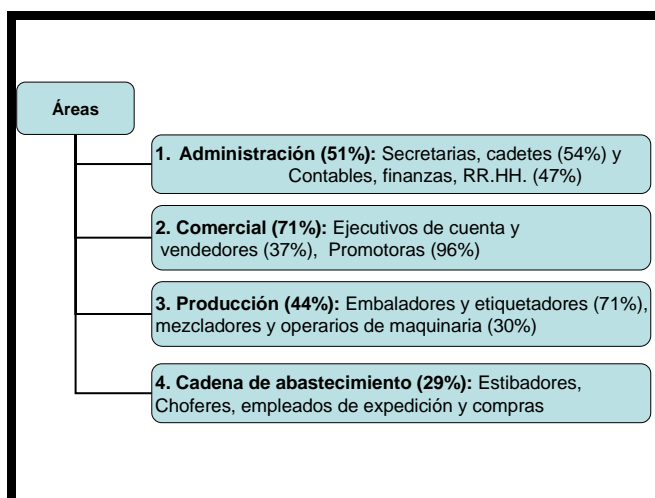 Áreas
1. Administración (51%): Secretarias, cadetes (54%) y
Contables, finanzas, RR.HH. (47%)
2. Comercial (71%): Ejecutivos de cuenta y
vendedores (37%), Promotoras (96%)
3. Producción (44%): Embaladores y etiquetadores (71%),
mezcladores y operarios de maquinaria (30%)
4. Cadena de abastecimiento (29%): Estibadores,
Choferes, empleados de expedición y compras